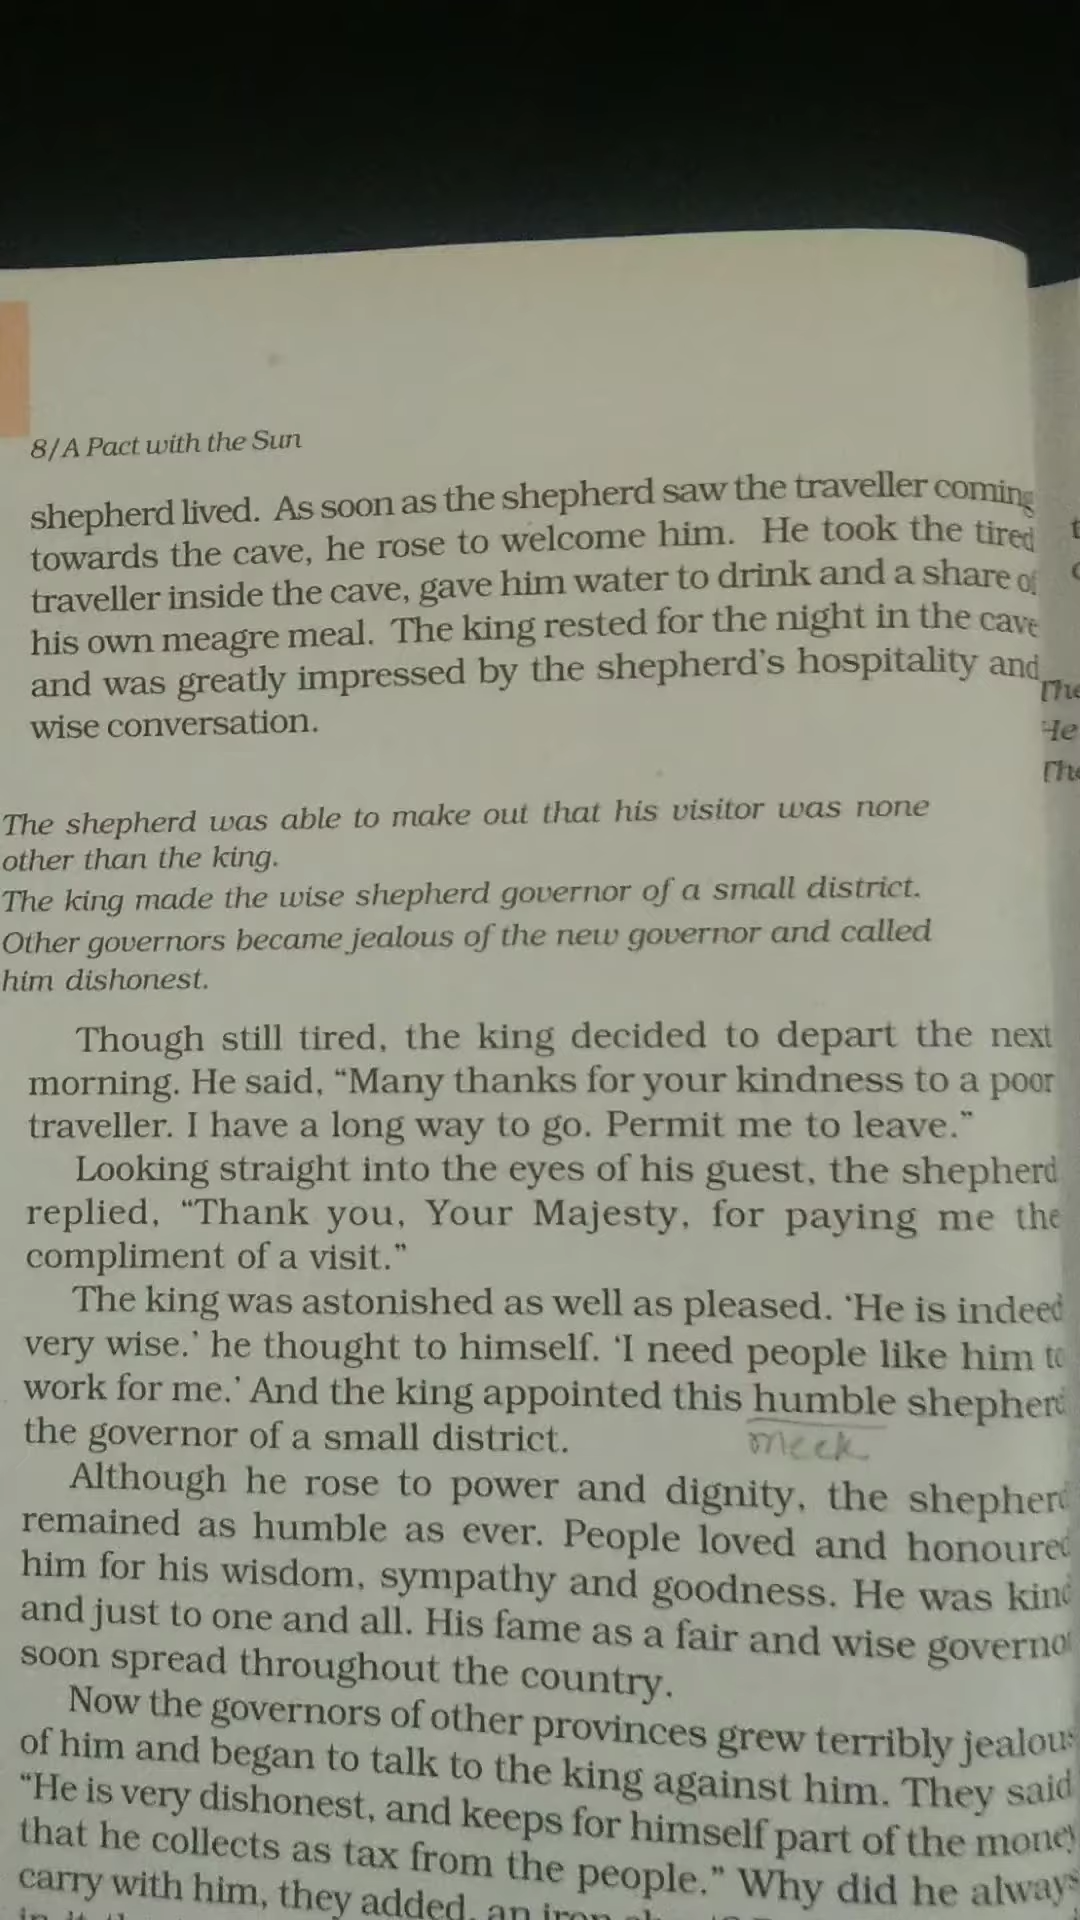 8/A Pact with the Sun
shepherd lived. As soon as the shepherd saw the traveller coming
towards the cave, he rose to welcome him. He took the tired
traveller inside the cave, gave him water to drink and a share of
his own meagre meal. The king rested for the night in the cave
and was greatly impressed by the shepherd's hospitality and
wise conversation.
The shepherd was able to make out that his visitor was none
other than the king.
The king made the wise shepherd governor of a small district.
Other governors became jealous of the new governor and called
him dishonest.
Though still tired, the king decided to depart the next
morning. He said, “Many thanks for your kindness to a poor
traveller. I have a long way to go. Permit me to leave.”
Looking straight into the eyes of his guest, the shepherd
replied, “Thank you, Your Majesty, for paying me the
compliment of a visit.”
The king was astonished as well as pleased. ‘He is indeed
very wise.’ he thought to himself. ‘I need people like him to
work for me.’ And the king appointed this humble shepherd
the governor of a small district.
meek
Although he rose to power and dignity, the shepherd
remained as humble as ever. People loved and honoured
him for his wisdom, sympathy and goodness. He was kind
and just to one and all. His fame as a fair and wise governor
soon spread throughout the country.
Now the governors of other provinces grew terribly jealous
of him and began to talk to the king against him. They said
“He is very dishonest, and keeps for himself part of the money
that he collects as tax from the people.” Why did he always
carry with him, they added, an iron
The
He
The